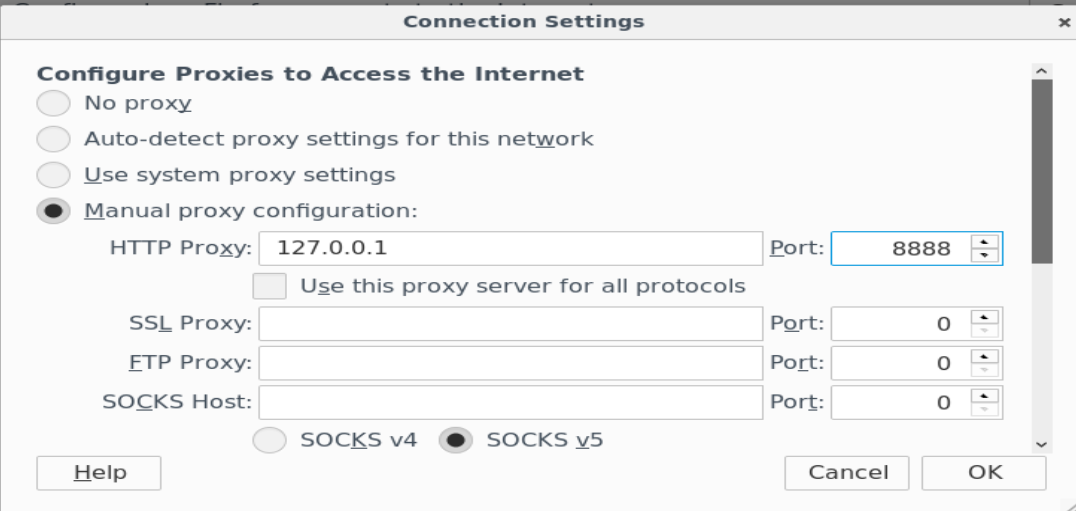 Connection Settings
Configure Proxies to Access the Internet
No proxy
Auto-detect proxy settings for this network
Use system proxy settings
Manual proxy configuration:
HTTP Proxy: 127.0.0.1 Port: 8888
Use this proxy server for all protocols
SSL Proxy: Port: 0
FTP Proxy: Port: 0
SOCKS Host: Port: 0
SOCKS v4 SOCKS v5
Help Cancel OK